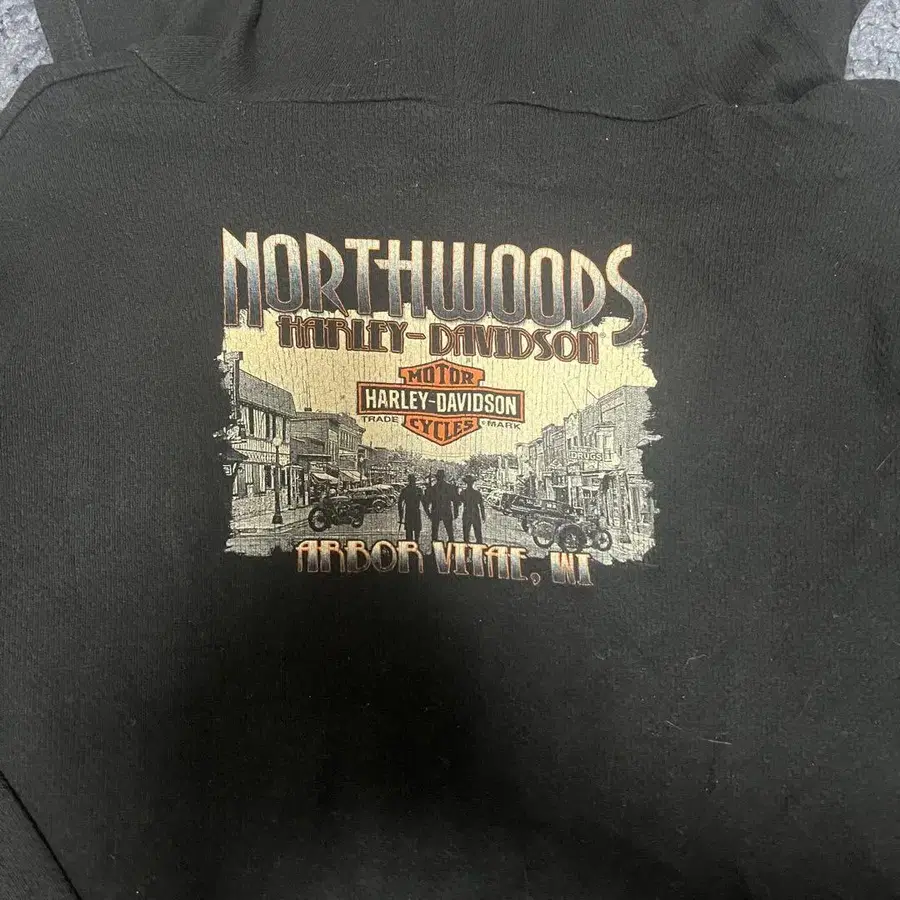 NORTHWOODS
HARLEY-DAVIDSON
MOTOR
HARLEY-DAVIDSON
TRADE MARK
CYCLES
ARBOR VITAE, WI
DRUGS